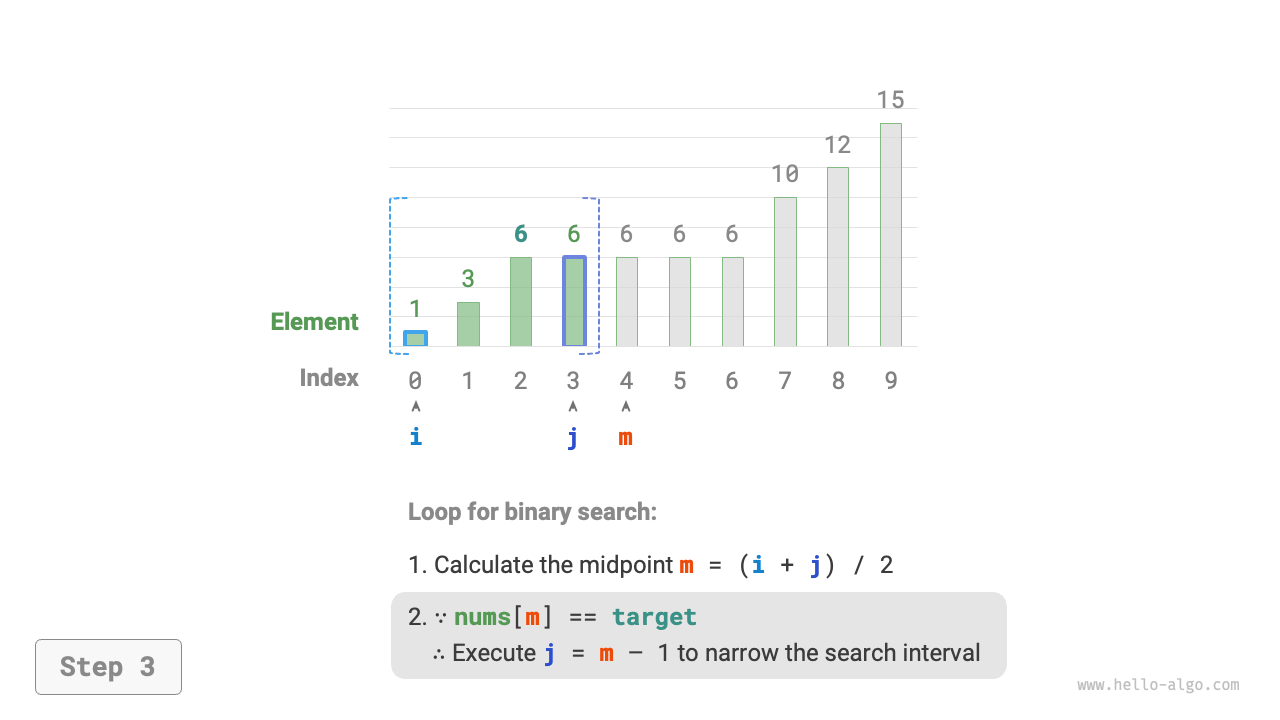 15
12
10
6 6 6 6 6
3
1
Element
Index 0 1 2 3 4 5 6 7 8 9
i j m
Loop for binary search:
1. Calculate the midpoint m = (i + j) / 2
2. ∵ nums[m] == target
∴ Execute j = m − 1 to narrow the search interval
Step 3
www.hello-algo.com